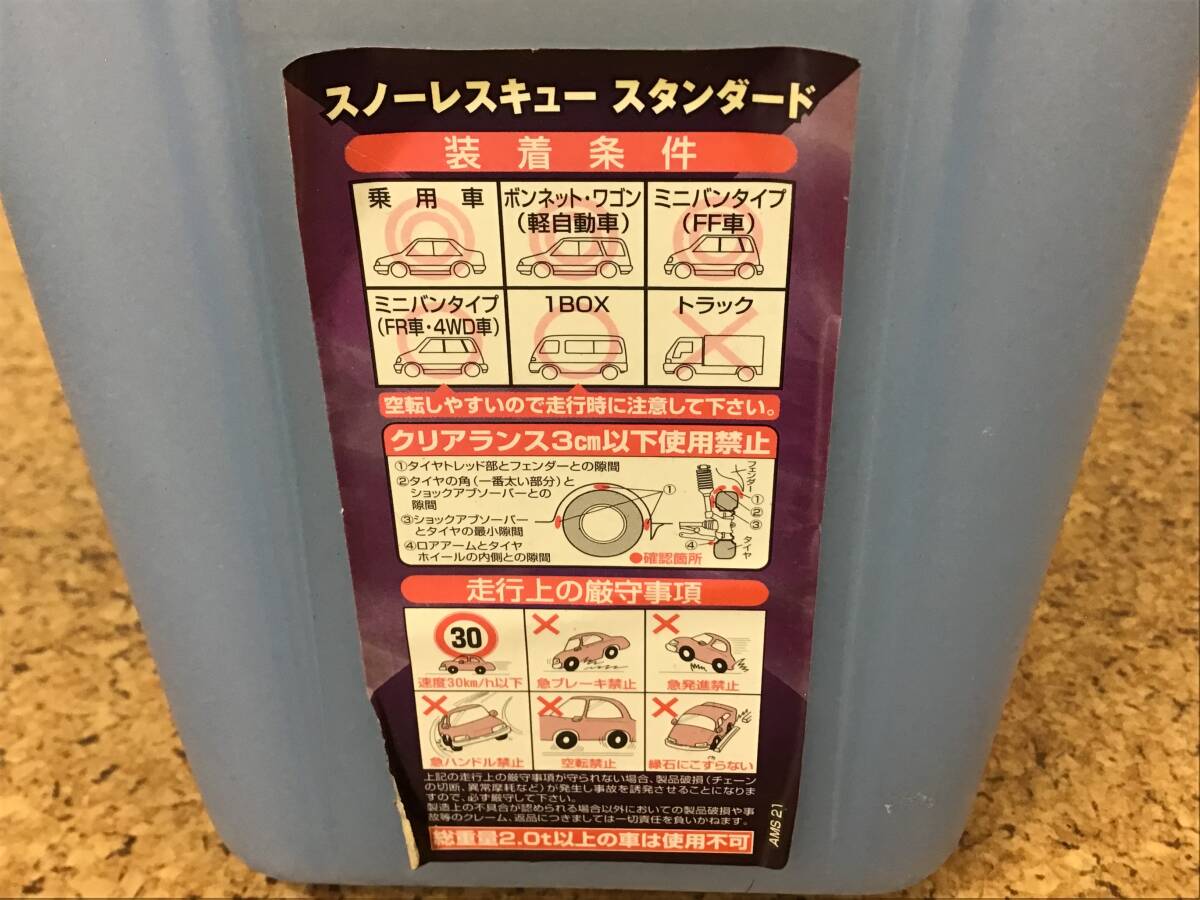 スノーレスキュー スタンダード
装着条件
乗用車
ボンネット・ワゴン
(軽自動車)
ミニバンタイプ
(FF車)
ミニバンタイプ
(FR車・4WD車)
1BOX
トラック
空転しやすいので走行時に注意して下さい。
クリアランス3cm以下使用禁止
①タイヤトレッド部とフェンダーとの隙間
②タイヤの角(一番太い部分)と
ショックアブソーバーとの
隙間
③ショックアブソーバー
とタイヤの最小隙間
④ロアアームとタイヤ
ホイールの内側との隙間
①
フェンダー
①
②
③
④
タイヤ
●確認箇所
走行上の厳守事項
30
速度30km/h以下
急ブレーキ禁止
急発進禁止
急ハンドル禁止
空転禁止
縁石にこすらない
上記の走行上の厳守事項が守られない場合、製品破損(チェーン
の切断、異常摩耗など)が発生し事故を誘発させることになりま
すので、必ず厳守して下さい。
製造上の不具合が認められる場合以外においての製品破損や事
故等のクレーム、返品につきましては一切責任を負いかねます。
総重量2.0t以上の車は使用不可
AMS 21